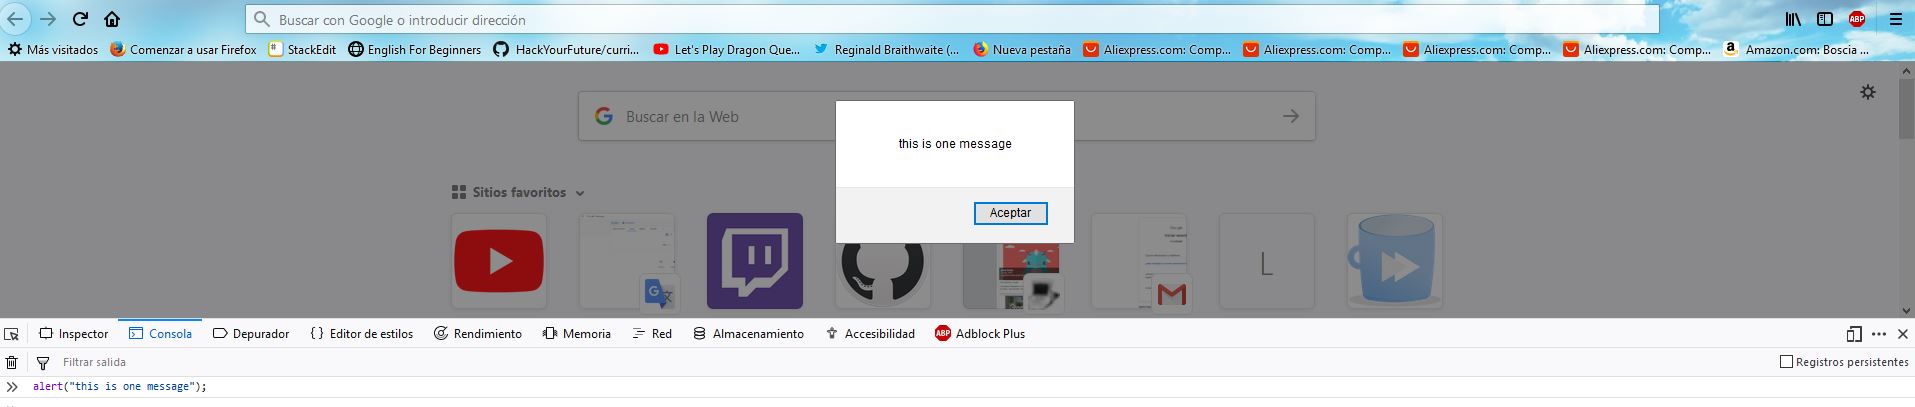 Buscar con Google o introducir dirección
ABP
Más visitados Comenzar a usar Firefox StackEdit English For Beginners HackYourFuture/curri... Let's Play Dragon Que... Reginald Braithwaite (... Nueva pestaña Aliexpress.com: Comp... Aliexpress.com: Comp... Aliexpress.com: Comp... Aliexpress.com: Comp... Amazon.com: Boscia ...
Buscar en la Web
this is one message
Aceptar
Sitios favoritos
L
Inspector Consola Depurador Editor de estilos Rendimiento Memoria Red Almacenamiento Accesibilidad ABP Adblock Plus
Filtrar salida Registros persistentes
alert("this is one message");